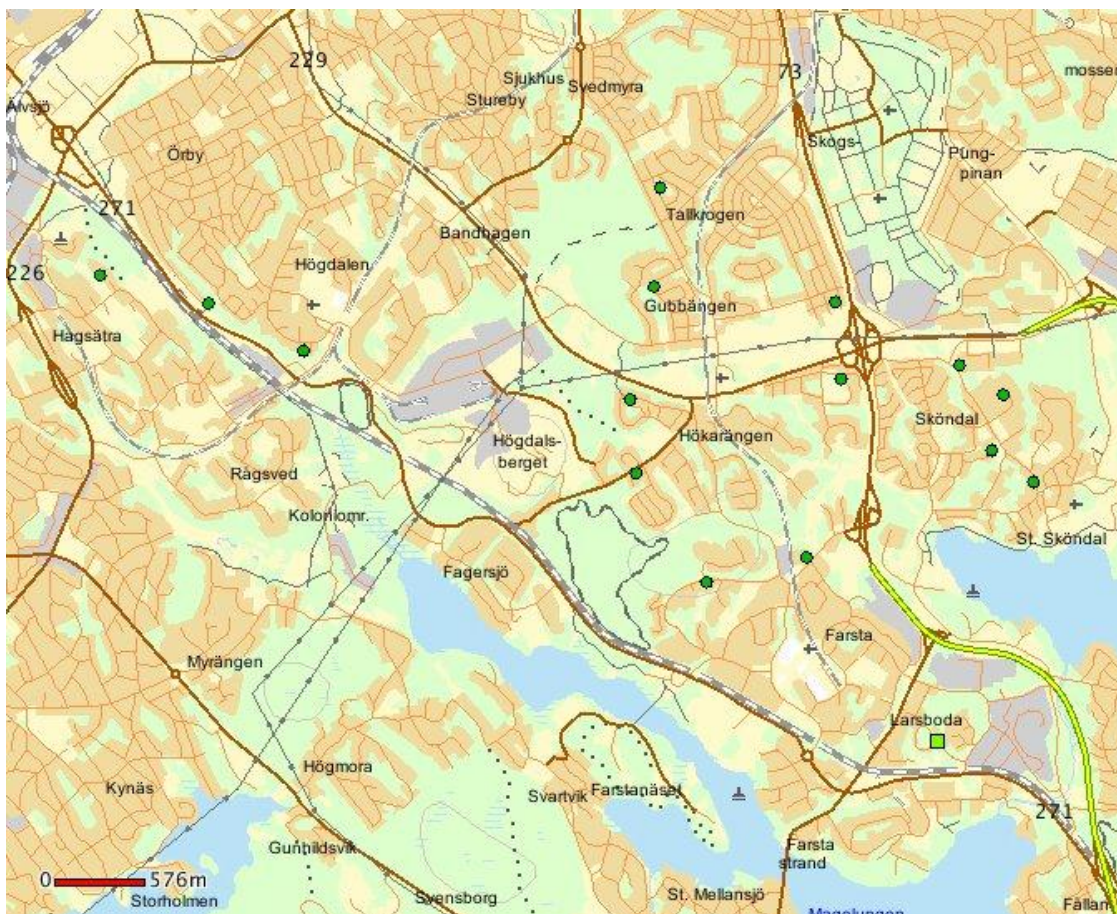 229
Sjukhus
73
Svedmyra
mossen
Stureby
Älvsjö
Örby
Skogs-
Pung-
pinan
271
Tallkrogen
Bandhagen
Högdalen
226
Gubbängen
Hagsätra
Sköndal
Högdals-
berget
Hökarängen
Rågsved
Koloniomr.
St. Sköndal
Fagersjö
Farsta
Myrängen
Larsboda
Högmora
Kynäs
Svartvik
Farstanäset
271
Gunhildsvik
Farsta
strand
0 576m
Storholmen
Svensborg
St. Mellansjö
Fällan
Magelungen